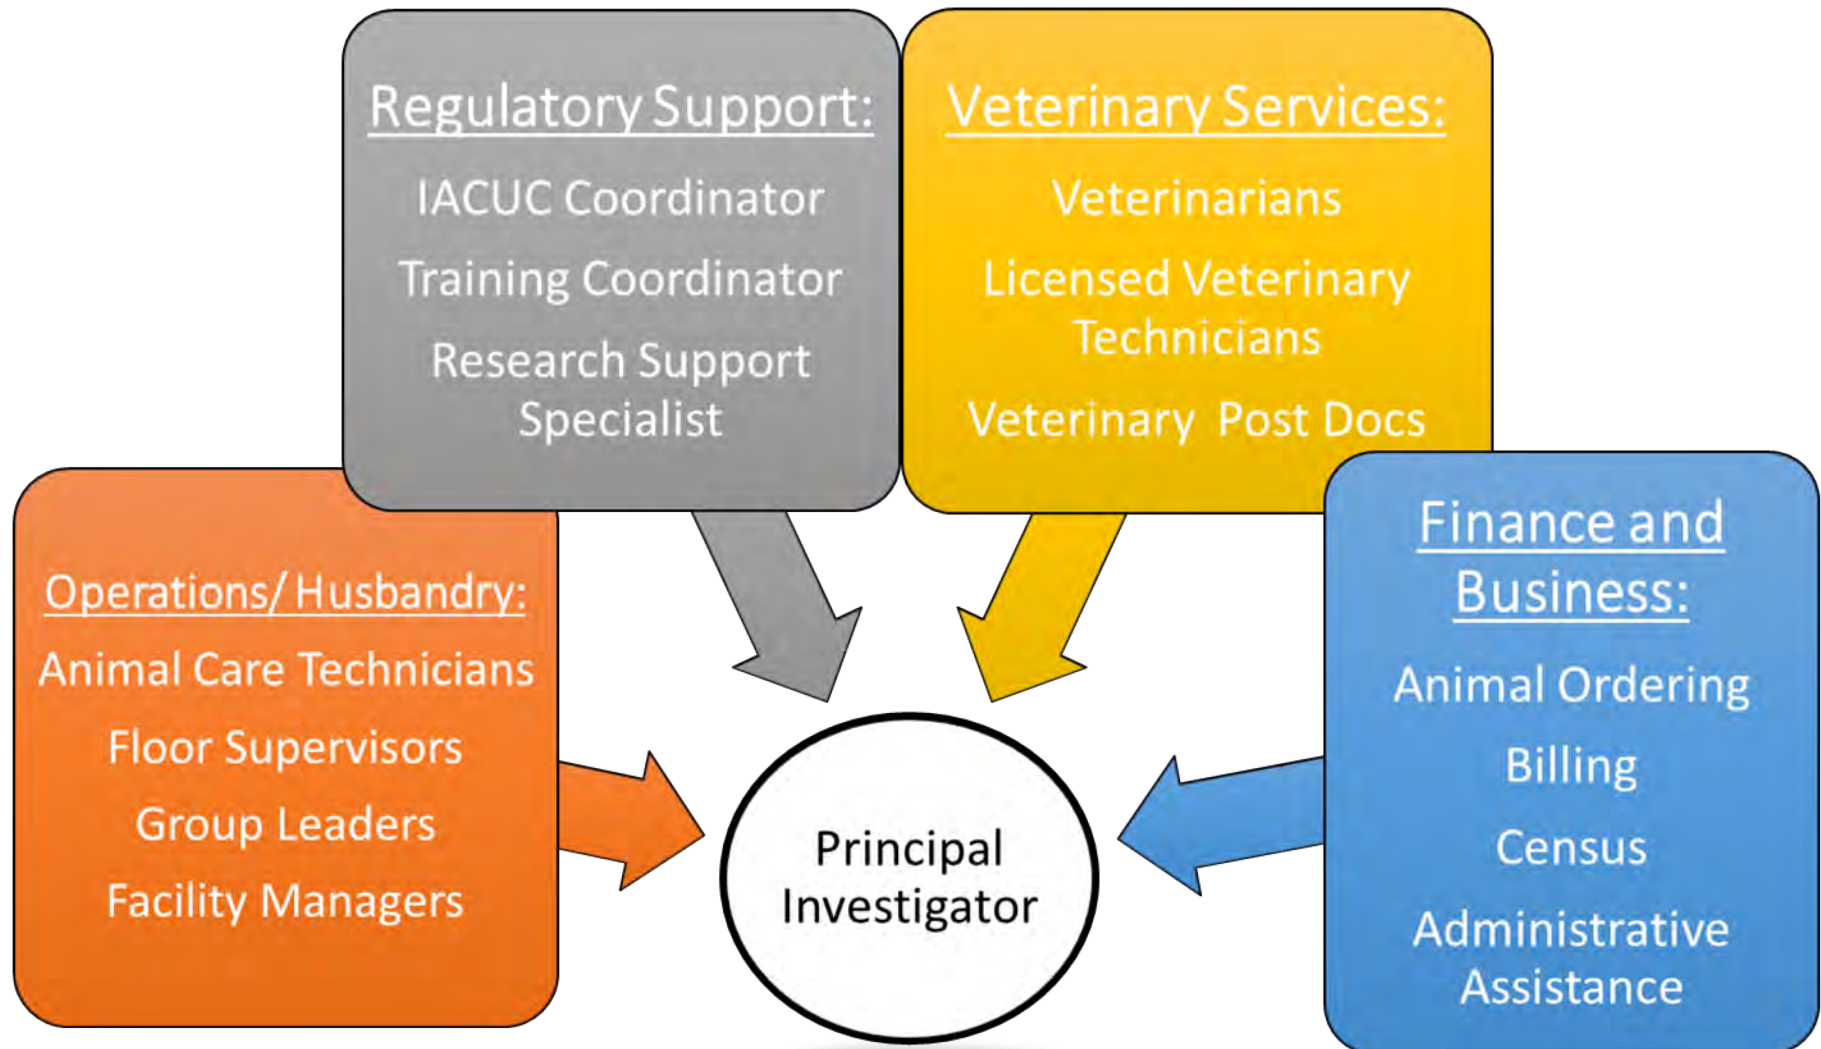 Regulatory Support:
IACUC Coordinator
Training Coordinator
Research Support
Specialist
Veterinary Services:
Veterinarians
Licensed Veterinary
Technicians
Veterinary Post Docs
Operations/ Husbandry:
Animal Care Technicians
Floor Supervisors
Group Leaders
Facility Managers
Finance and
Business:
Animal Ordering
Billing
Census
Administrative
Assistance
Principal
Investigator